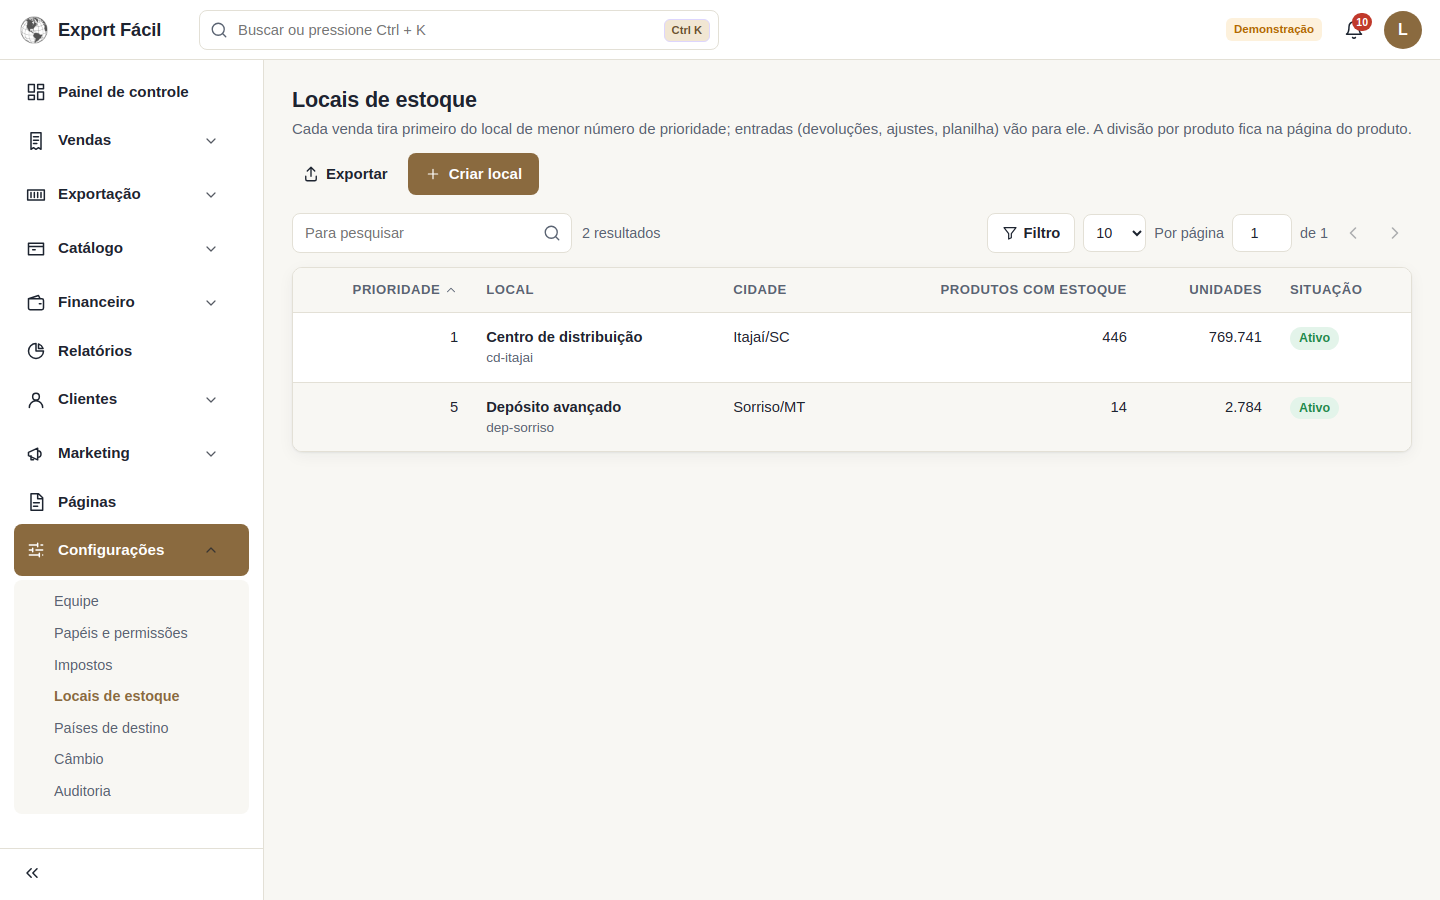 Export Fácil
Buscar ou pressione Ctrl + K
Ctrl K
Demonstração
10
L
Painel de controle
Vendas
Exportação
Catálogo
Financeiro
Relatórios
Clientes
Marketing
Páginas
Configurações
Equipe
Papéis e permissões
Impostos
Locais de estoque
Países de destino
Câmbio
Auditoria
Locais de estoque
Cada venda tira primeiro do local de menor número de prioridade; entradas (devoluções, ajustes, planilha) vão para ele. A divisão por produto fica na página do produto.
Exportar
Criar local
Para pesquisar
2 resultados
Filtro
10
Por página
1
de 1
PRIORIDADE LOCAL CIDADE PRODUTOS COM ESTOQUE UNIDADES SITUAÇÃO
1 Centro de distribuição Itajaí/SC 446 769.741 Ativo
cd-itajai
5 Depósito avançado Sorriso/MT 14 2.784 Ativo
dep-sorriso